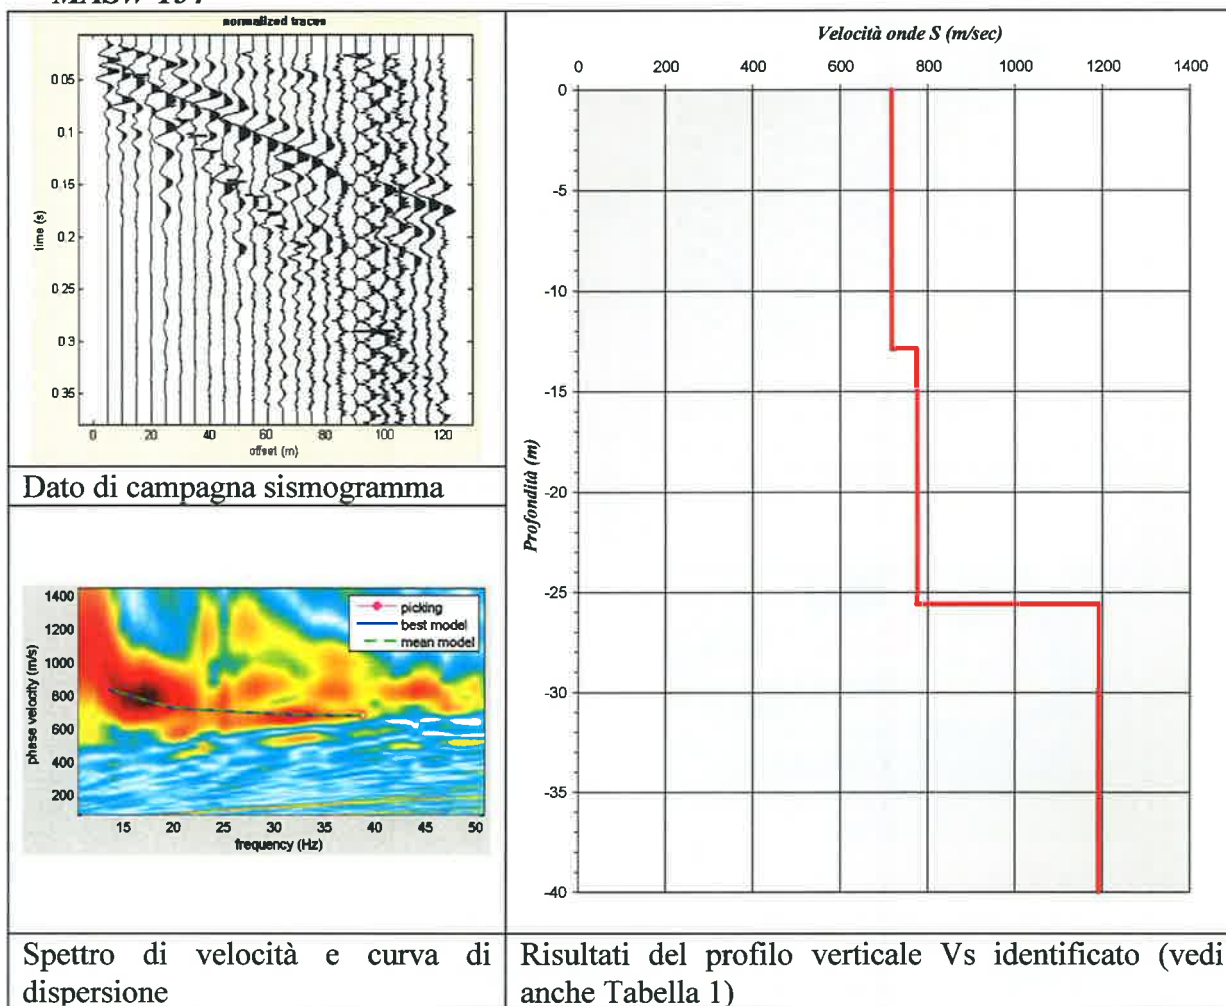 normalized traces
0.05
0.1
0.15
0.2
0.25
0.3
0.35
time (s)
0 20 40 60 80 100 120
offset (m)
Dato di campagna sismogramma
1400
1200
1000
800
600
400
200
phase velocity (m/s)
picking
best model
mean model
15 20 25 30 35 40 45 50
frequency (Hz)
Spettro di velocità e curva di
dispersione
Velocità onde S (m/sec)
0 200 400 600 800 1000 1200 1400
0
-5
-10
-15
-20
-25
-30
-35
-40
Profondità (m)
Risultati del profilo verticale Vs identificato (vedi
anche Tabella 1)